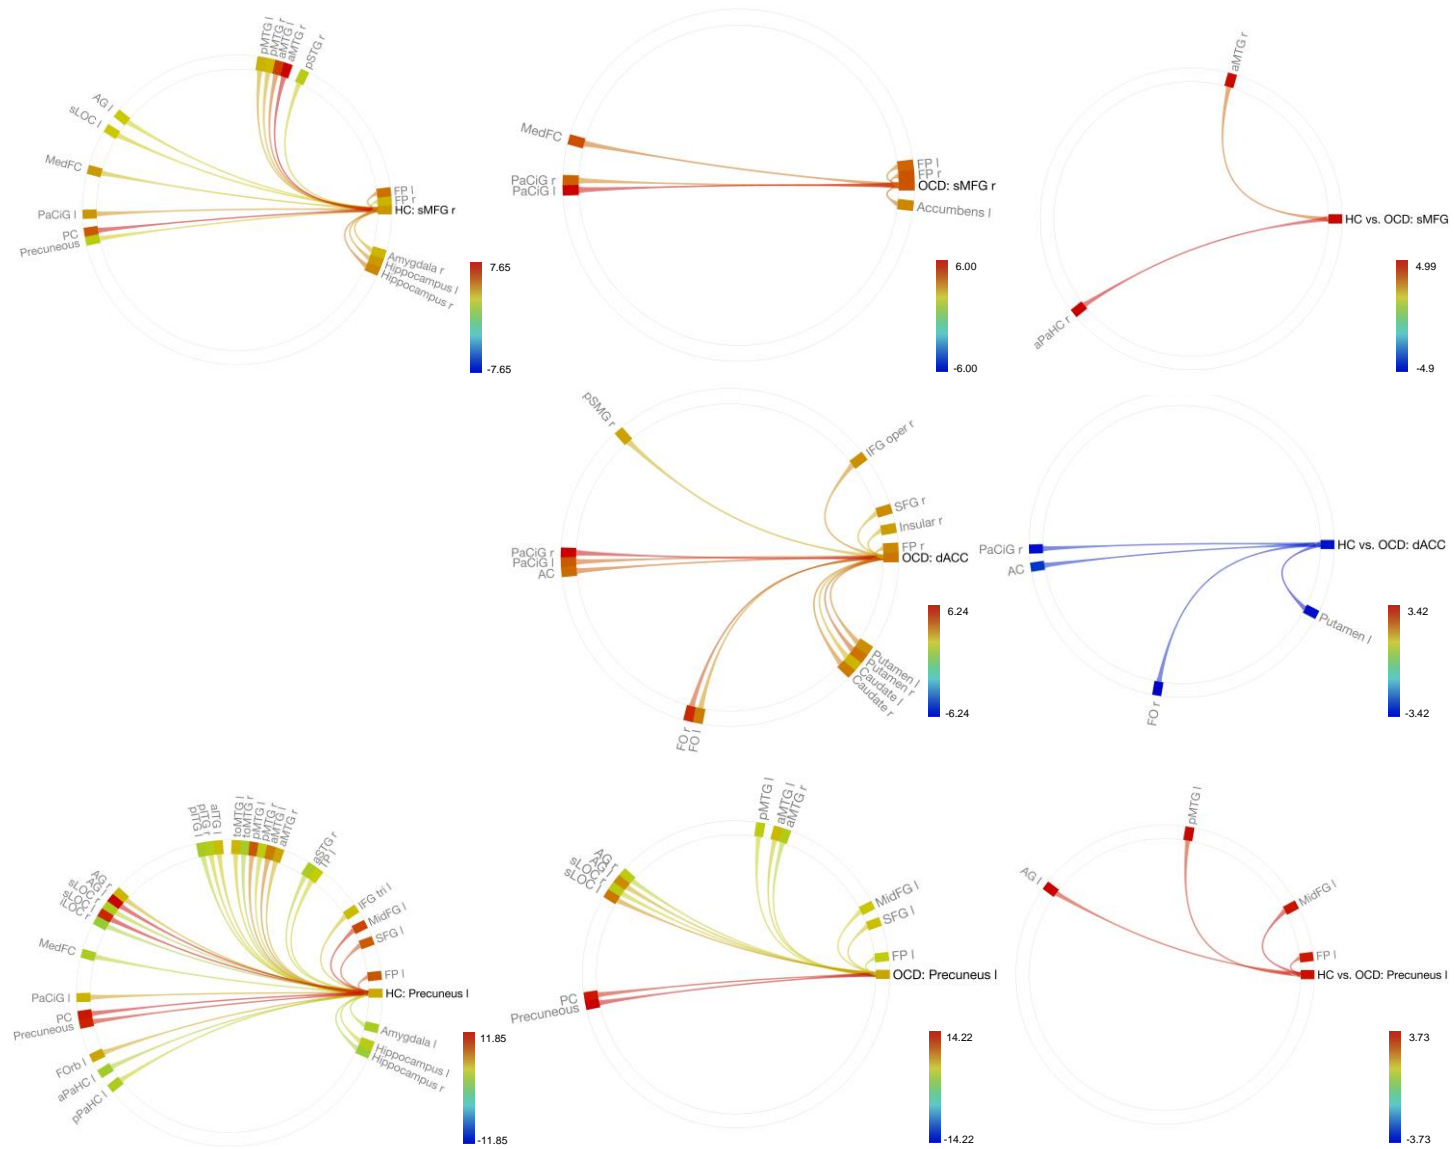 pMTG l
pMTG r
aMTG l
aMTG r
pSTG r
AG l
sLOC l
MedFC
PaCiG l
PC
Precuneous
FP l
FP r
HC: sMFG r
Amygdala r
Hippocampus l
Hippocampus r
7.65
-7.65
MedFC
PaCiG r
PaCiG l
FP l
FP r
OCD: sMFG r
Accumbens l
6.00
-6.00
aMTG r
HC vs. OCD: sMFG
aPaHC r
4.99
-4.9
pSMG r
IFG oper r
SFG r
Insular r
FP r
OCD: dACC
PaCiG r
PaCiG l
AC
Putamen l
Putamen r
Caudate l
Caudate r
FO r
FO l
6.24
-6.24
PaCiG r
AC
HC vs. OCD: dACC
Putamen l
FO r
3.42
-3.42
pITG l
pITG r
aITG l
toMTG l
toMTG r
pMTG l
pMTG r
aMTG l
aMTG r
aSTG r
TP l
IFG tri l
MidFG l
SFG l
FP l
HC: Precuneus l
AG
sLOC
iLOC r
MedFC
PaCiG l
PC
Precuneous
FOrb l
aPaHC l
pPaHC l
Amygdala l
Hippocampus l
Hippocampus r
11.85
-11.85
pMTG l
aMTG l
aMTG r
AG
sLOC
sLOC l
MidFG l
SFG l
FP l
OCD: Precuneus l
PC
Precuneous
14.22
-14.22
pMTG l
AG l
MidFG l
FP l
HC vs. OCD: Precuneus l
3.73
-3.73